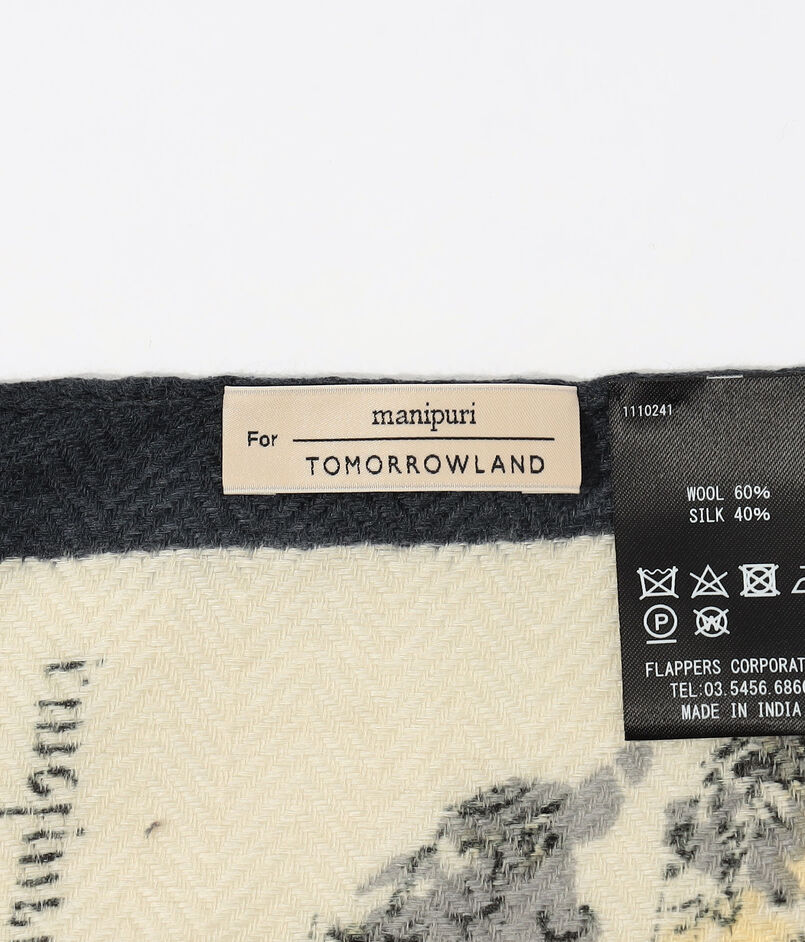 manipuri
For
TOMORROWLAND
1110241
WOOL 60%
SILK 40%
P
W
FLAPPERS CORPORAT
TEL:03.5456.686
MADE IN INDIA